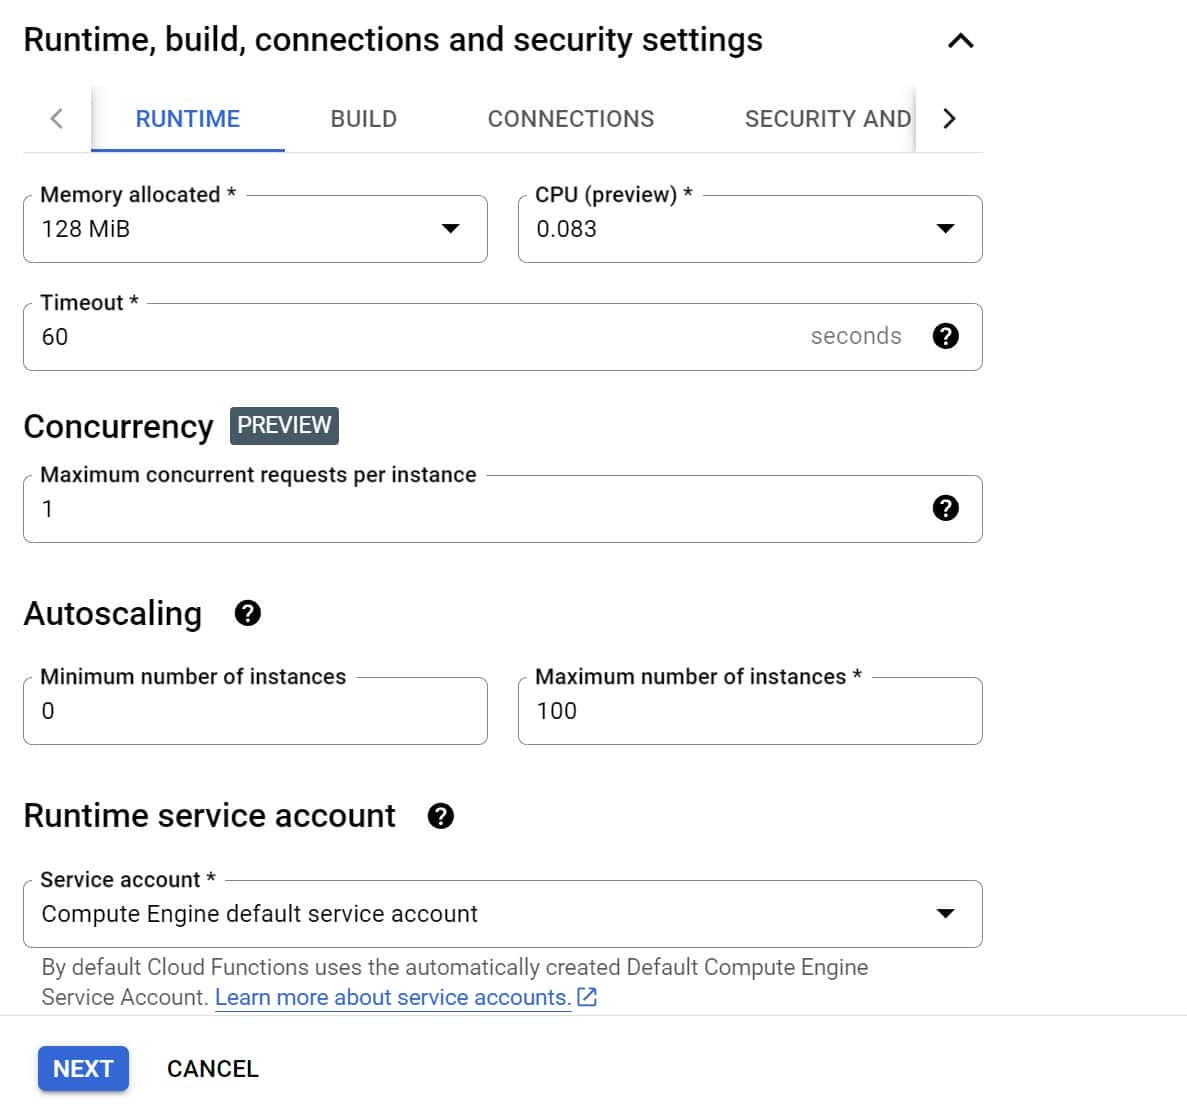 Runtime, build, connections and security settings
RUNTIME BUILD CONNECTIONS SECURITY AND
Memory allocated * CPU (preview) *
128 MiB 0.083
Timeout *
60 seconds
Concurrency PREVIEW
Maximum concurrent requests per instance
1
Autoscaling
Minimum number of instances Maximum number of instances *
0 100
Runtime service account
Service account *
Compute Engine default service account
By default Cloud Functions uses the automatically created Default Compute Engine
Service Account. Learn more about service accounts.
NEXT CANCEL